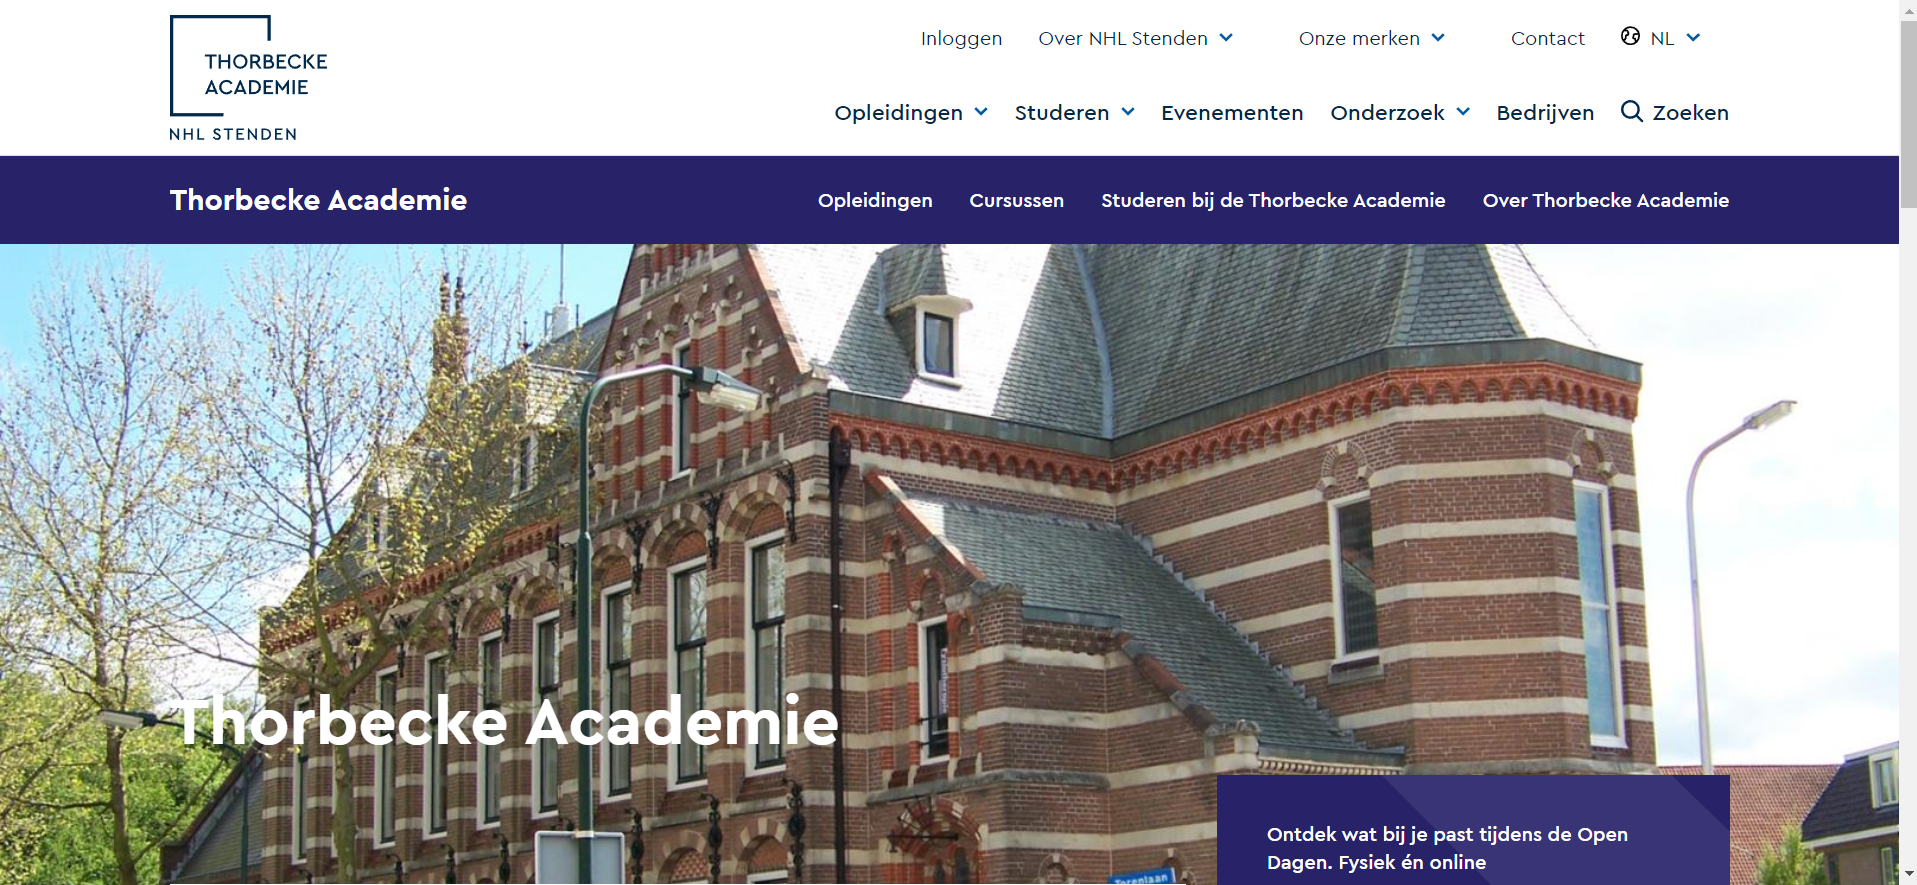 THORBECKE
ACADEMIE
NHL STENDEN
Inloggen Over NHL Stenden Onze merken Contact NL
Opleidingen Studeren Evenementen Onderzoek Bedrijven Zoeken
Thorbecke Academie Opleidingen Cursussen Studeren bij de Thorbecke Academie Over Thorbecke Academie
Thorbecke Academie
Ontdek wat bij je past tijdens de Open
Dagen. Fysiek én online
Torenlaan